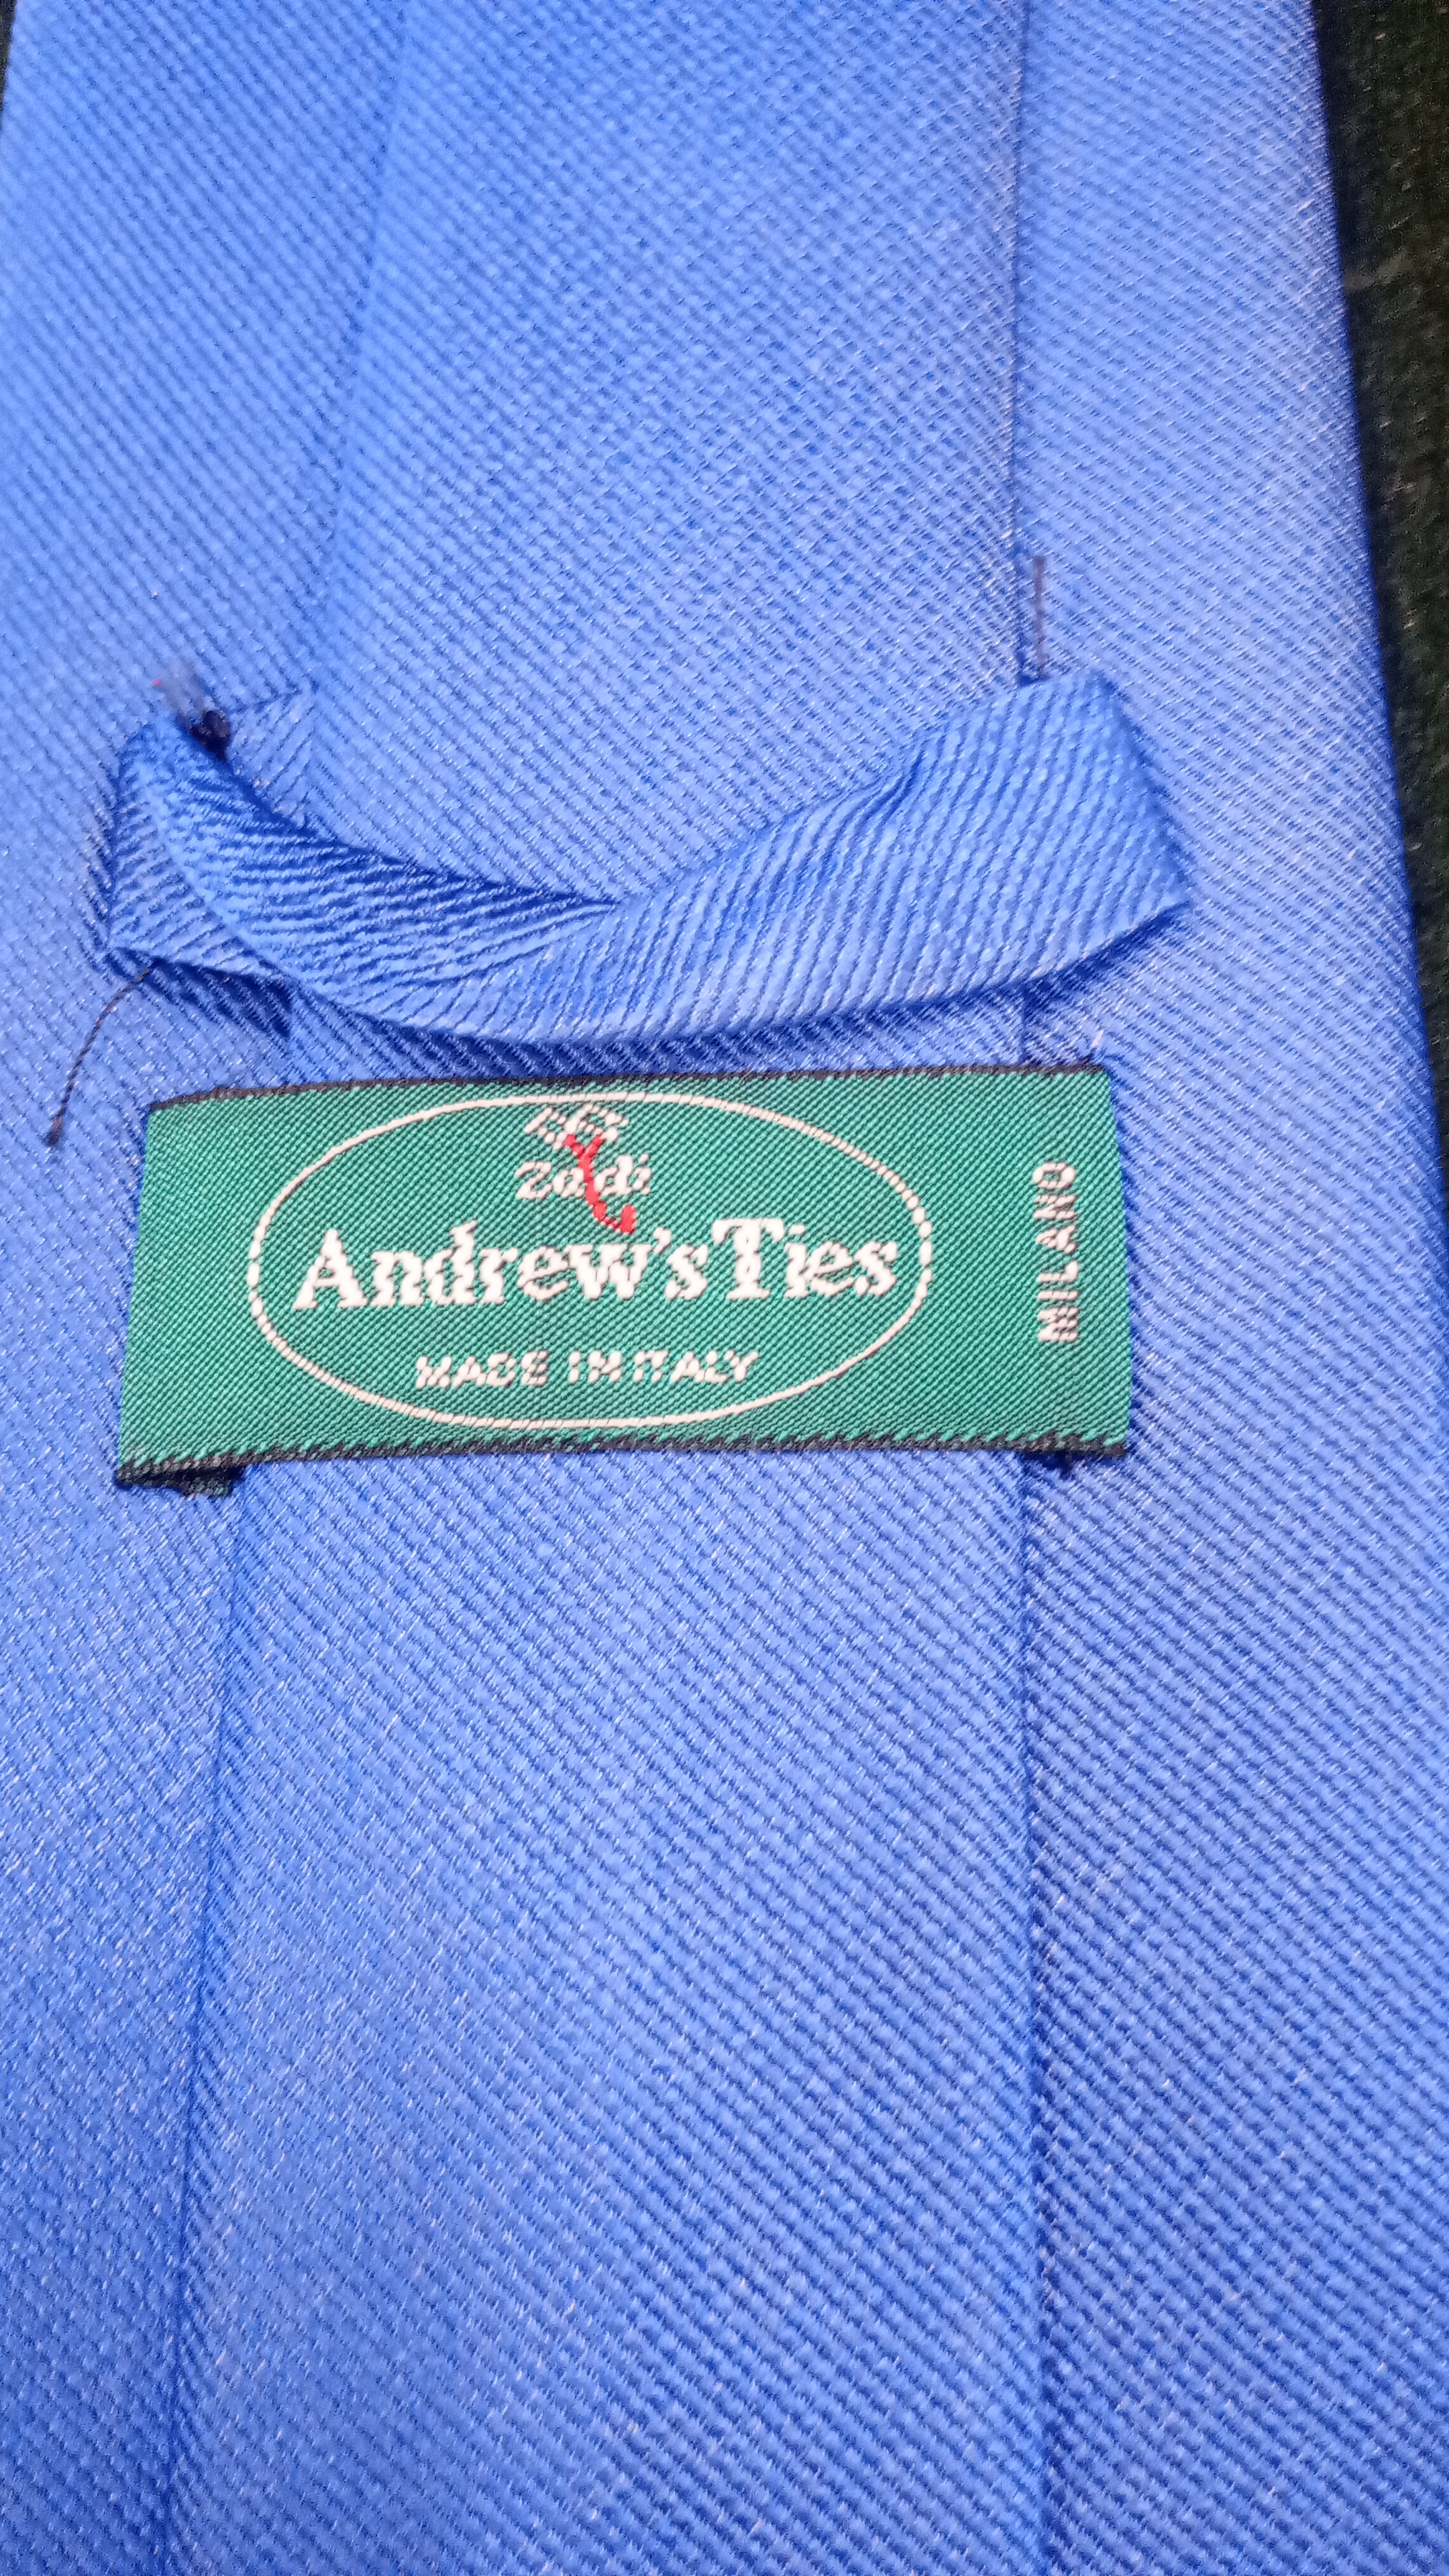 Zadi
Andrew's Ties
MADE IN ITALY
MILANO